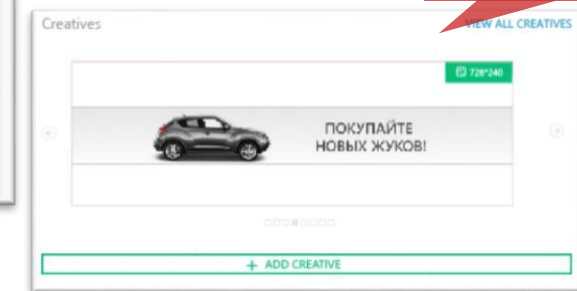 Creatives
VIEW ALL CREATIVES
728*240
ПОКУПАЙТЕ
НОВЫХ ЖУКОВ!
+ ADD CREATIVE